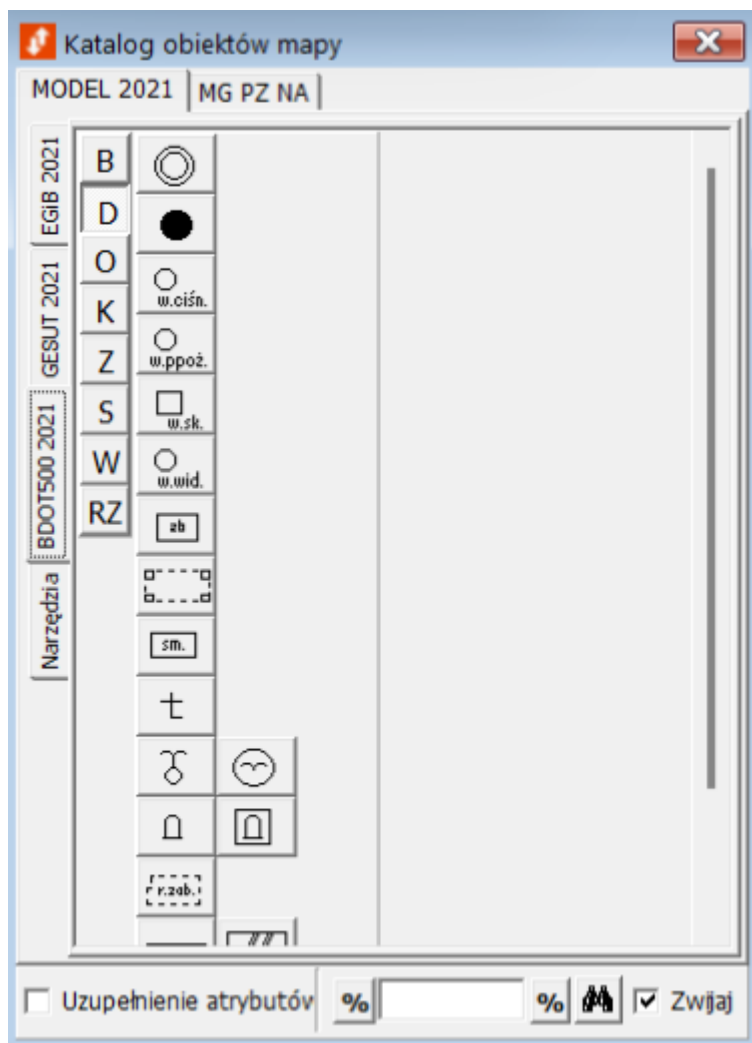 Katalog obiektów mapy
MODEL 2021 MG PZ NA
EGiB 2021
GESUT 2021
BDOT500 2021
Narzędzia
B
D
O
K
Z
S
W
RZ
w.ciśn.
w.ppoż.
w.sk.
w.wid.
zb
sm.
r.zab.
Uzupełnienie atrybutów % % Zwijaj